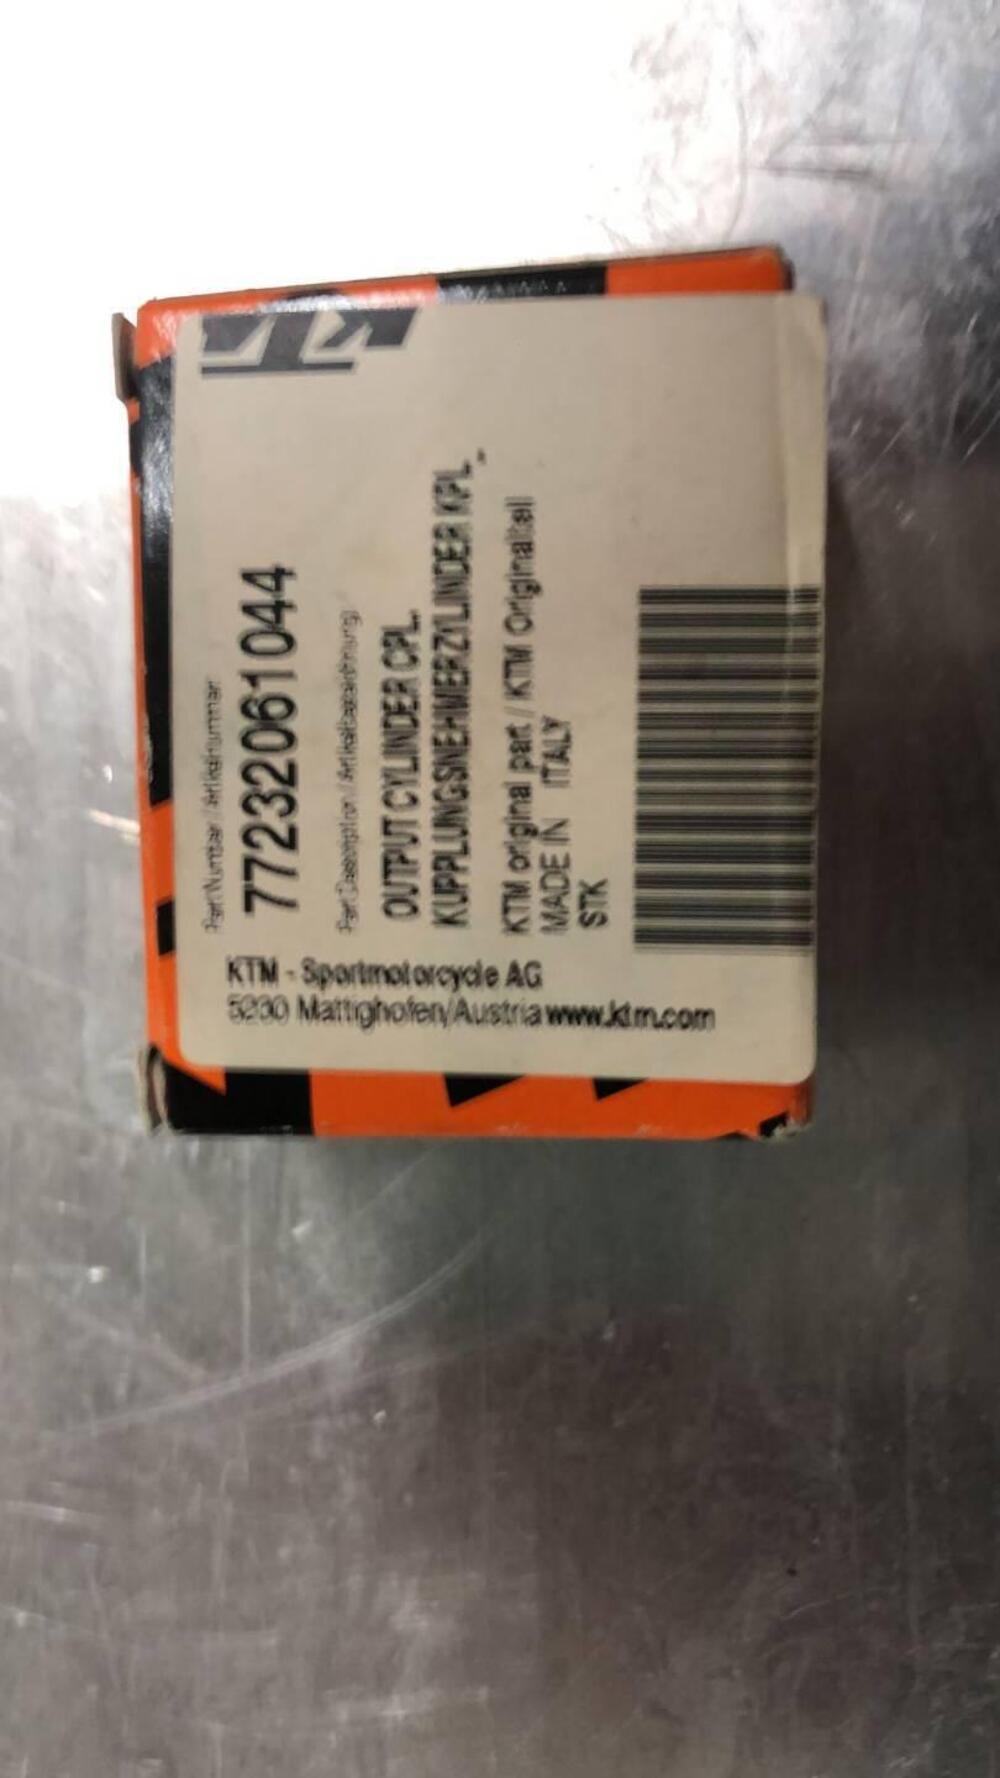 KTM
Part Number / Artikelnummer:
77232061044
Part Description / Artikelbezeichnung:
OUTPUT CYLINDER CPL.
KUPPLUNGSNEHMERZYLINDER KPL.
KTM original part // KTM Originalteil
MADE IN ITALY
STK
KTM - Sportmotorcycle AG
5230 Mattighofen/Austria www.ktm.com